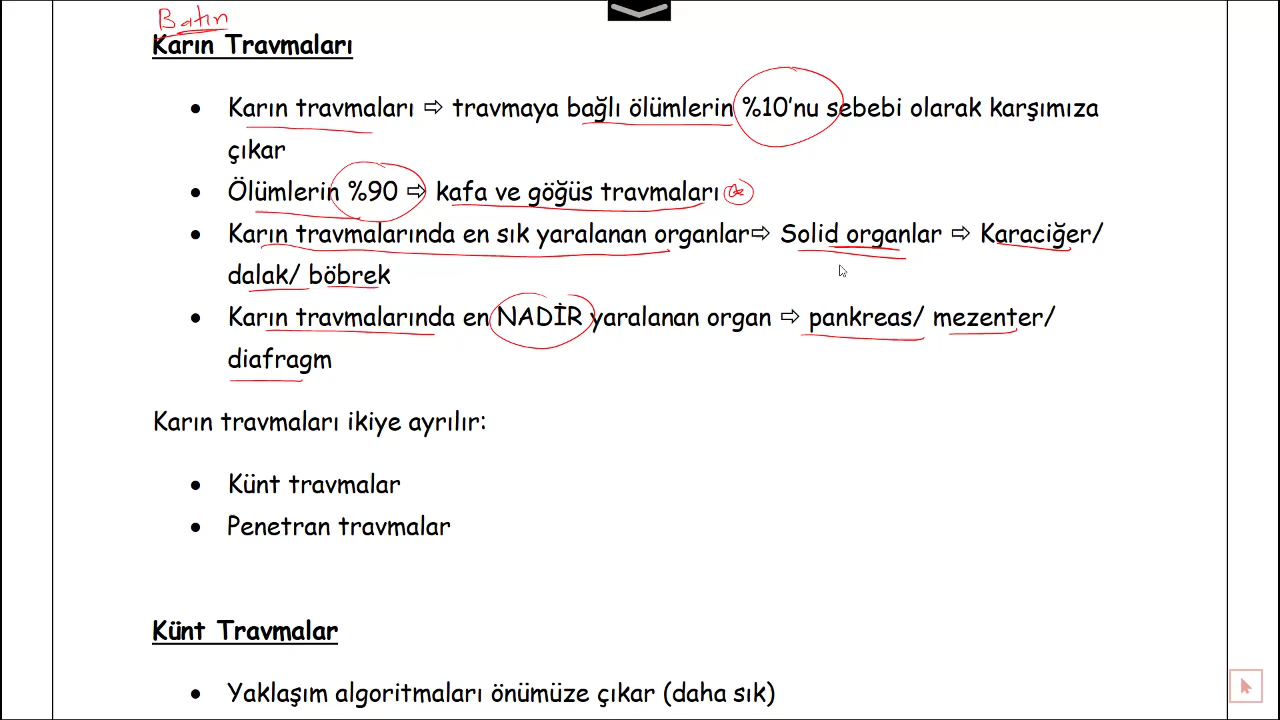 Batın
Karın Travmaları
• Karın travmaları ⇨ travmaya bağlı ölümlerin %10’nu sebebi olarak karşımıza
çıkar
• Ölümlerin %90 ⇨ kafa ve göğüs travmaları
• Karın travmalarında en sık yaralanan organlar⇨ Solid organlar ⇨ Karaciğer/
dalak/ böbrek
• Karın travmalarında en NADİR yaralanan organ ⇨ pankreas/ mezenter/
diafragm
Karın travmaları ikiye ayrılır:
• Künt travmalar
• Penetran travmalar
Künt Travmalar
• Yaklaşım algoritmaları önümüze çıkar (daha sık)